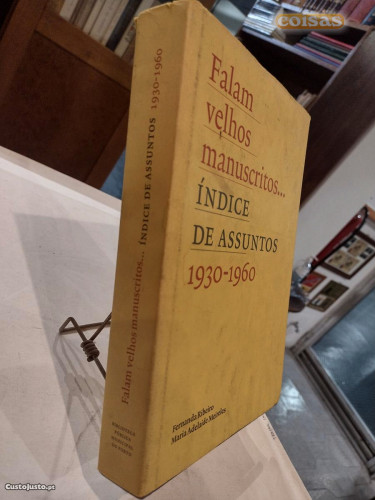 coisas
Falam
velhos
manuscritos...
ÍNDICE
DE ASSUNTOS
1930-1960
Fernanda Ribeiro
Maria Adelaide Meireles
Falam velhos manuscritos... ÍNDICE DE ASSUNTOS 1930-1960
CustoJusto.pt